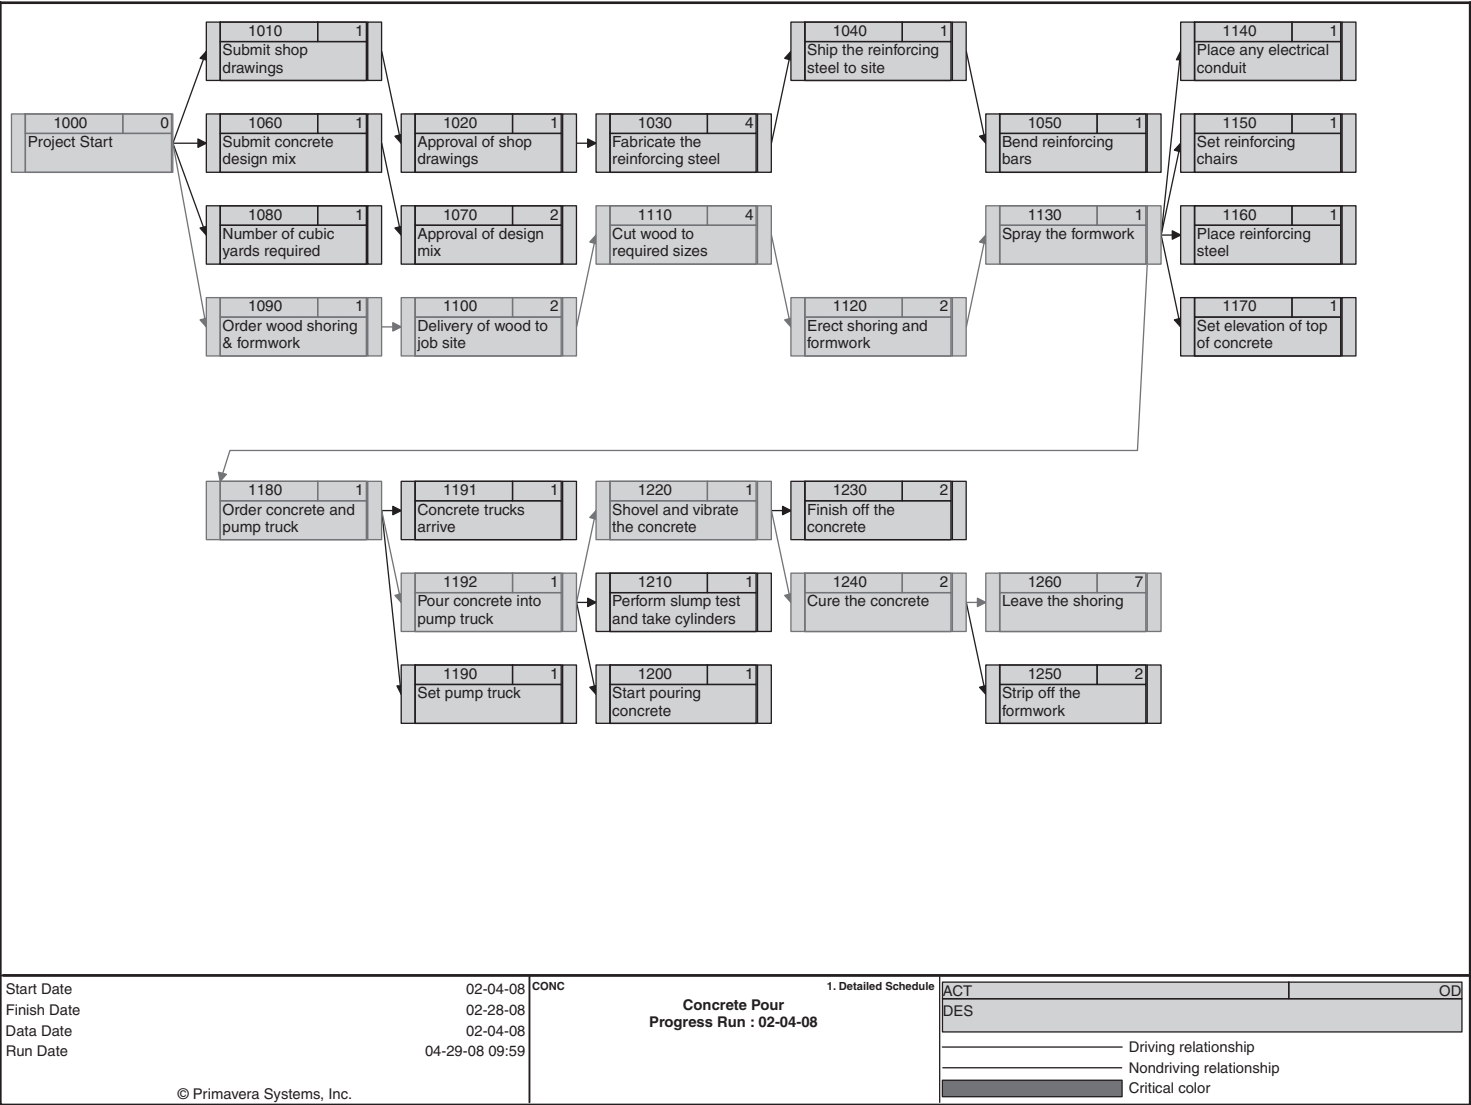 1010 1
Submit shop
drawings
1040 1
Ship the reinforcing
steel to site
1140 1
Place any electrical
conduit
1000 0
Project Start
1060 1
Submit concrete
design mix
1020 1
Approval of shop
drawings
1030 4
Fabricate the
reinforcing steel
1050 1
Bend reinforcing
bars
1150 1
Set reinforcing
chairs
1080 1
Number of cubic
yards required
1070 2
Approval of design
mix
1110 4
Cut wood to
required sizes
1130 1
Spray the formwork
1160 1
Place reinforcing
steel
1090 1
Order wood shoring
& formwork
1100 2
Delivery of wood to
job site
1120 2
Erect shoring and
formwork
1170 1
Set elevation of top
of concrete
1180 1
Order concrete and
pump truck
1191 1
Concrete trucks
arrive
1220 1
Shovel and vibrate
the concrete
1230 2
Finish off the
concrete
1192 1
Pour concrete into
pump truck
1210 1
Perform slump test
and take cylinders
1240 2
Cure the concrete
1260 7
Leave the shoring
1190 1
Set pump truck
1200 1
Start pouring
concrete
1250 2
Strip off the
formwork
Start Date 02-04-08
Finish Date 02-28-08
Data Date 02-04-08
Run Date 04-29-08 09:59
© Primavera Systems, Inc.
CONC 1. Detailed Schedule
Concrete Pour
Progress Run : 02-04-08
ACT OD
DES
Driving relationship
Nondriving relationship
Critical color